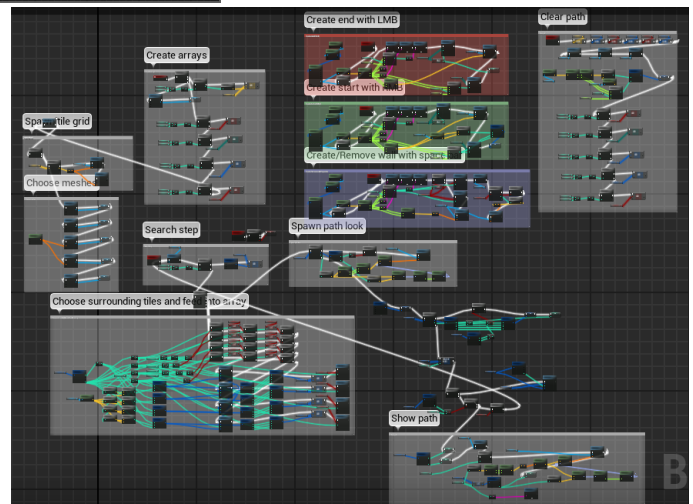 Create end with LMB
Clear path
Create arrays
Create start with RMB
Spawn tile grid
Create/Remove wall with space
Choose meshes
Search step
Spawn path look
Choose surrounding tiles and feed into array
Show path
B